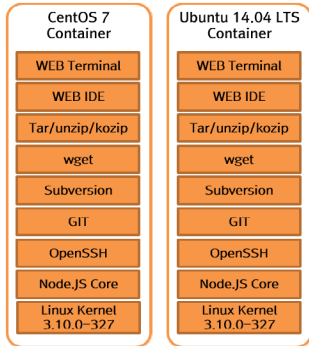 CentOS 7
Container
WEB Terminal
WEB IDE
Tar/unzip/kozip
wget
Subversion
GIT
OpenSSH
Node.JS Core
Linux Kernel
3.10.0-327
Ubuntu 14.04 LTS
Container
WEB Terminal
WEB IDE
Tar/unzip/kozip
wget
Subversion
GIT
OpenSSH
Node.JS Core
Linux Kernel
3.10.0-327